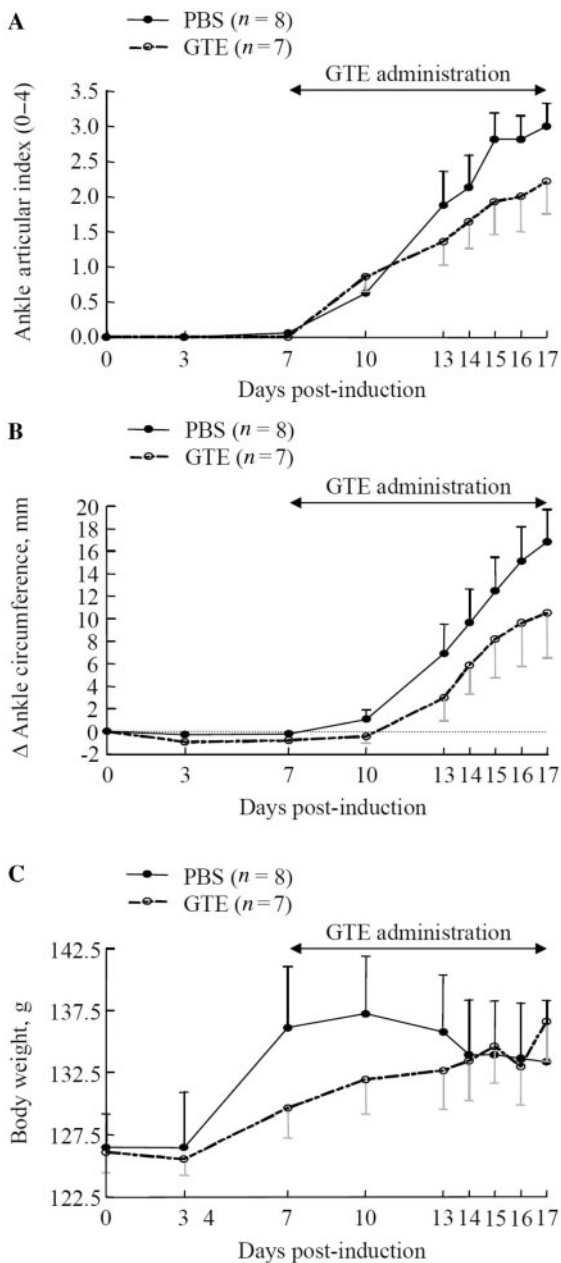 A
PBS (n = 8)
GTE (n = 7)
GTE administration
Ankle articular index (0–4)
3.5
3.0
2.5
2.0
1.5
1.0
0.5
0.0
0 3 7 10 13 14 15 16 17
Days post-induction
B
PBS (n = 8)
GTE (n = 7)
GTE administration
Δ Ankle circumference, mm
20
18
16
14
12
10
8
6
4
2
0
-2
0 3 7 10 13 14 15 16 17
Days post-induction
C
PBS (n = 8)
GTE (n = 7)
GTE administration
Body weight, g
142.5
137.5
132.5
127.5
122.5
0 3 4 7 10 13 14 15 16 17
Days post-induction